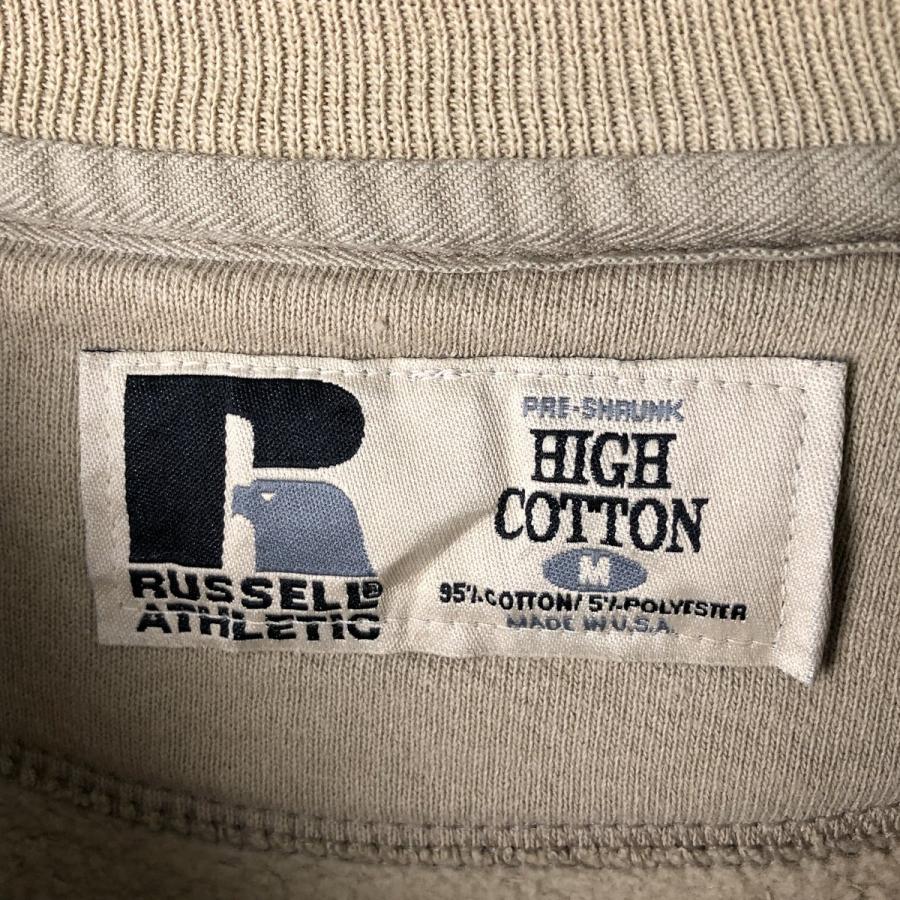 RUSSELL®
ATHLETIC
PRE-SHRUNK
HIGH
COTTON
M
95% COTTON/5% POLYESTER
MADE IN U.S.A.